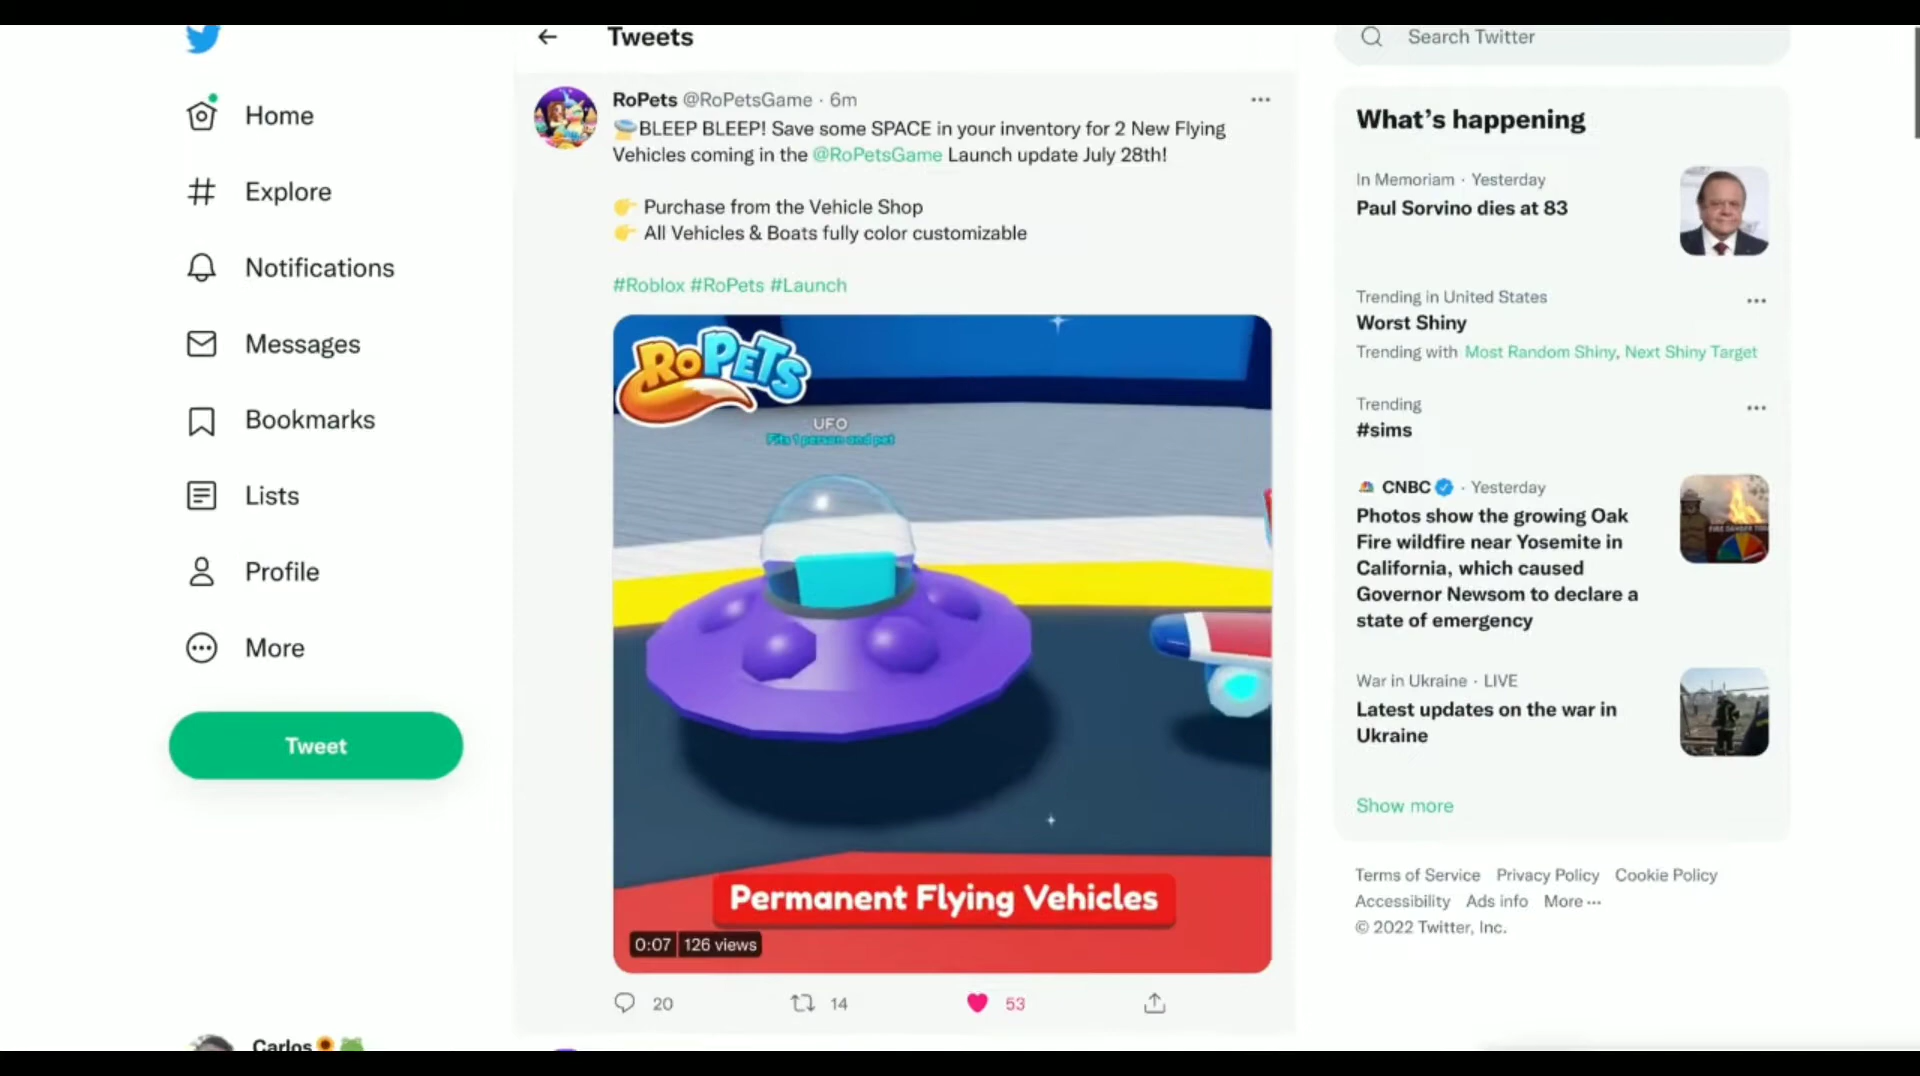 Home
Explore
Notifications
Messages
Bookmarks
Lists
Profile
More
Tweet
Carlos
Tweets
RoPets @RoPetsGame · 6m
BLEEP BLEEP! Save some SPACE in your inventory for 2 New Flying
Vehicles coming in the @RoPetsGame Launch update July 28th!
👉 Purchase from the Vehicle Shop
👉 All Vehicles & Boats fully color customizable
#Roblox #RoPets #Launch
RoPETS
UFO
Fits 1 person and pet
Permanent Flying Vehicles
0:07 126 views
20 14 53
Search Twitter
What's happening
In Memoriam · Yesterday
Paul Sorvino dies at 83
Trending in United States
Worst Shiny
Trending with Most Random Shiny, Next Shiny Target
Trending
#sims
CNBC · Yesterday
Photos show the growing Oak
Fire wildfire near Yosemite in
California, which caused
Governor Newsom to declare a
state of emergency
War in Ukraine · LIVE
Latest updates on the war in
Ukraine
Show more
Terms of Service Privacy Policy Cookie Policy
Accessibility Ads info More ···
© 2022 Twitter, Inc.